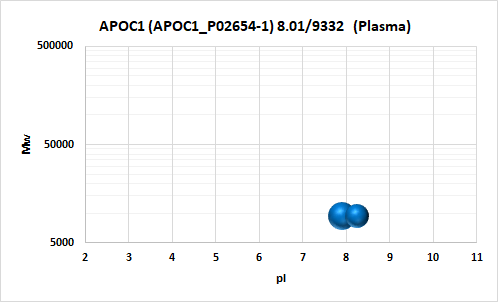 APOC1 (APOC1_P02654-1) 8.01/9332 (Plasma)
500000
50000
5000
Mw
2 3 4 5 6 7 8 9 10 11
pI